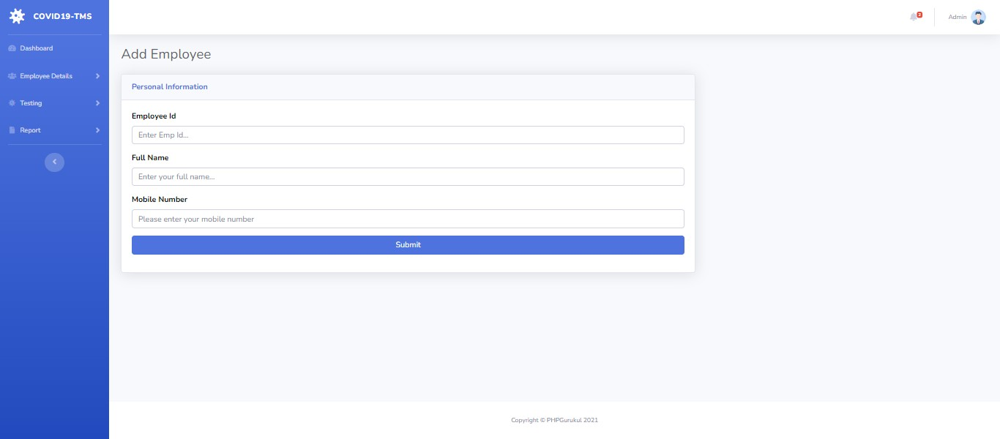 COVID19-TMS
2
Admin
Dashboard
Employee Details
Testing
Report
Add Employee
Personal Information
Employee Id
Enter Emp Id...
Full Name
Enter your full name...
Mobile Number
Please enter your mobile number
Submit
Copyright © PHPGurukul 2021